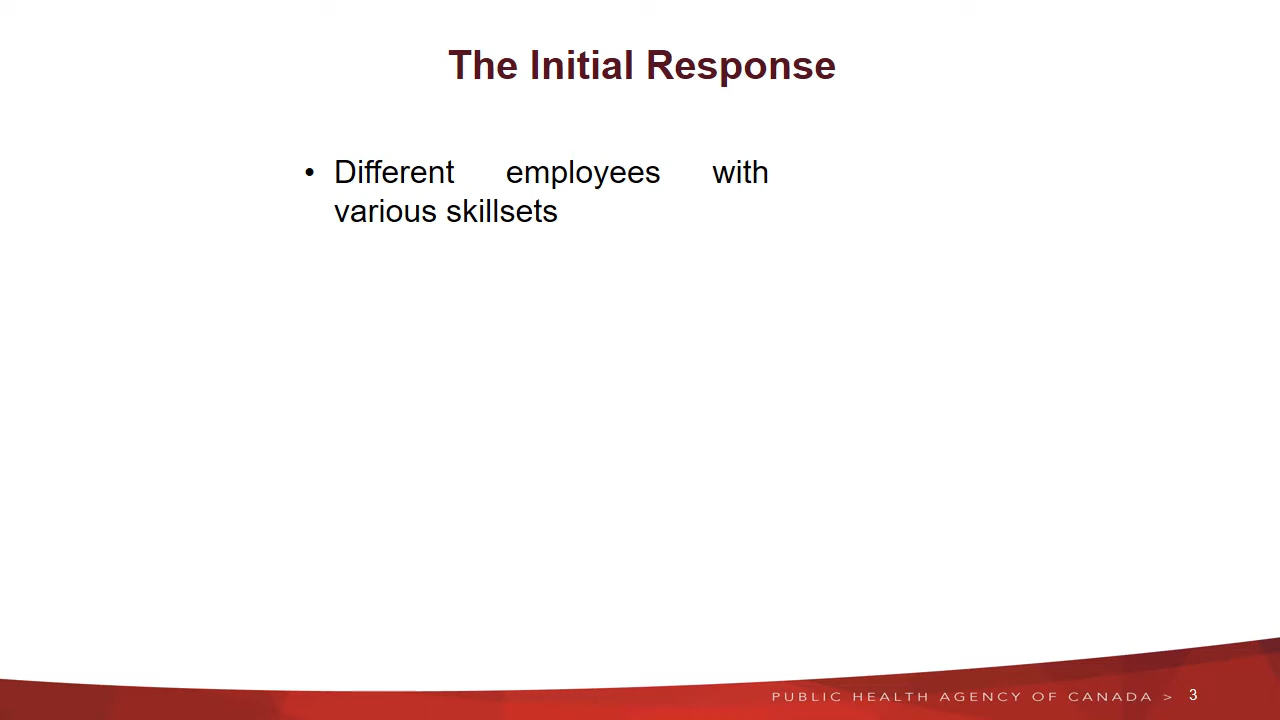 The Initial Response
• Different employees with
various skillsets
PUBLIC HEALTH AGENCY OF CANADA > 3